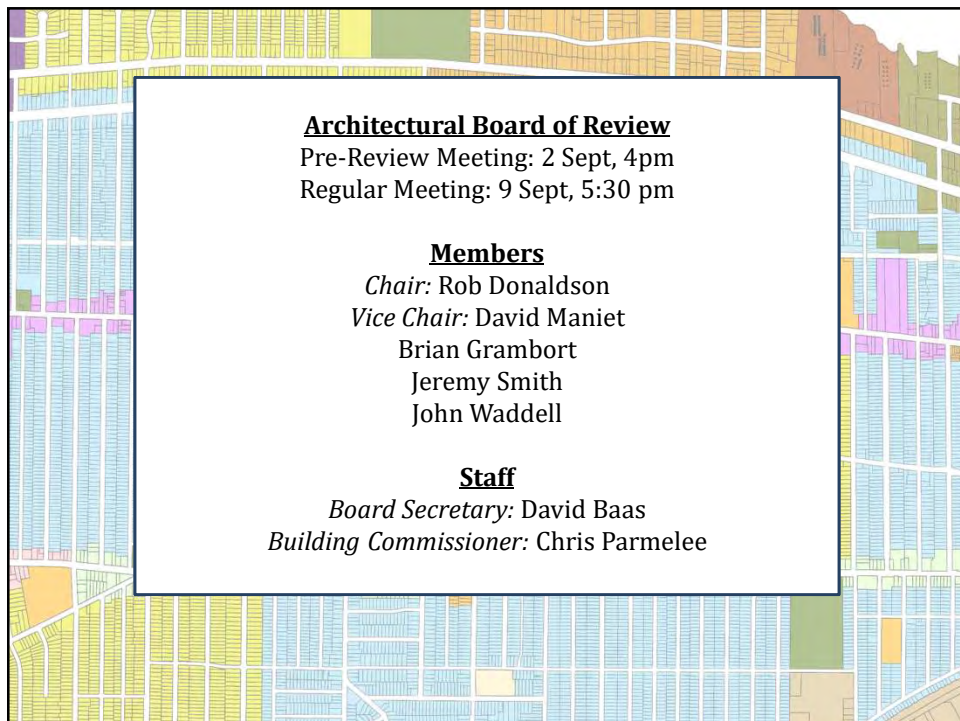 Architectural Board of Review
Pre-Review Meeting: 2 Sept, 4pm
Regular Meeting: 9 Sept, 5:30 pm
Members
Chair: Rob Donaldson
Vice Chair: David Maniet
Brian Grambort
Jeremy Smith
John Waddell
Staff
Board Secretary: David Baas
Building Commissioner: Chris Parmelee